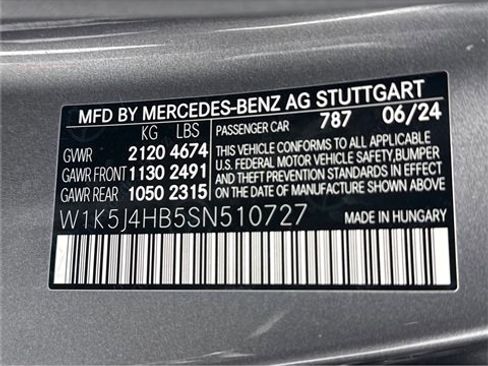 MFD BY MERCEDES-BENZ AG STUTTGART
KG LBS PASSENGER CAR 787 06/24
GVWR 2120 4674
GAWR FRONT 1130 2491
GAWR REAR 1050 2315
THIS VEHICLE CONFORMS TO ALL APPLICABLE
U.S. FEDERAL MOTOR VEHICLE SAFETY,BUMPER
AND THEFT PREVENTION STANDARDS IN EFFECT
ON THE DATE OF MANUFACTURE SHOWN ABOVE.
MADE IN HUNGARY
W1K5J4HB5SN510727